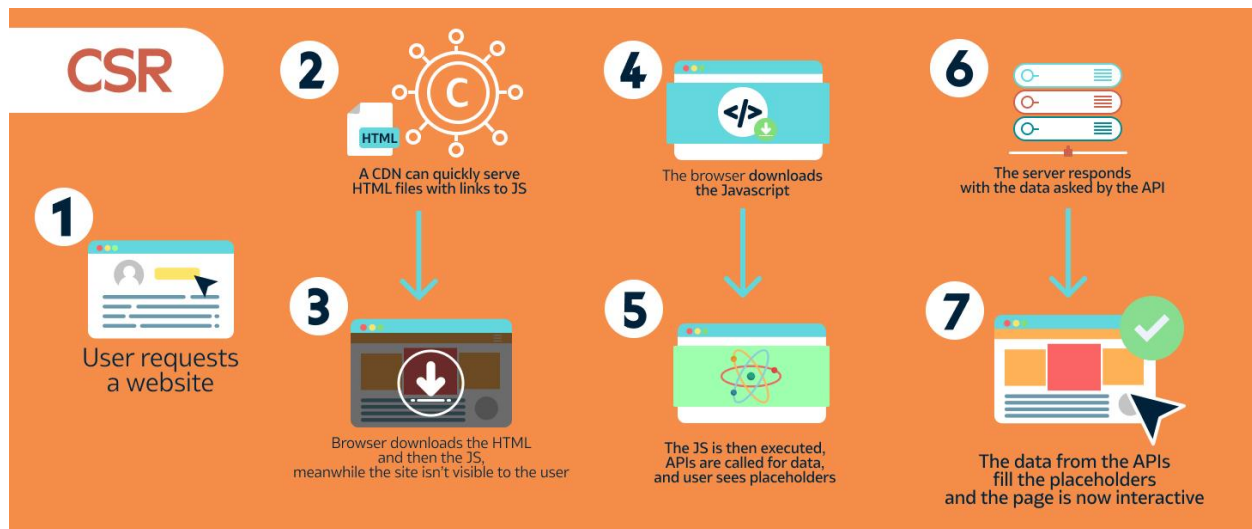 CSR
1
User requests
a website
2
C
HTML
A CDN can quickly serve
HTML files with links to JS
3
Browser downloads the HTML
and then the JS,
meanwhile the site isn't visible to the user
4
</>
The browser downloads
the Javascript
5
The JS is then executed,
APIs are called for data,
and user sees placeholders
6
The server responds
with the data asked by the API
7
The data from the APIs
fill the placeholders
and the page is now interactive